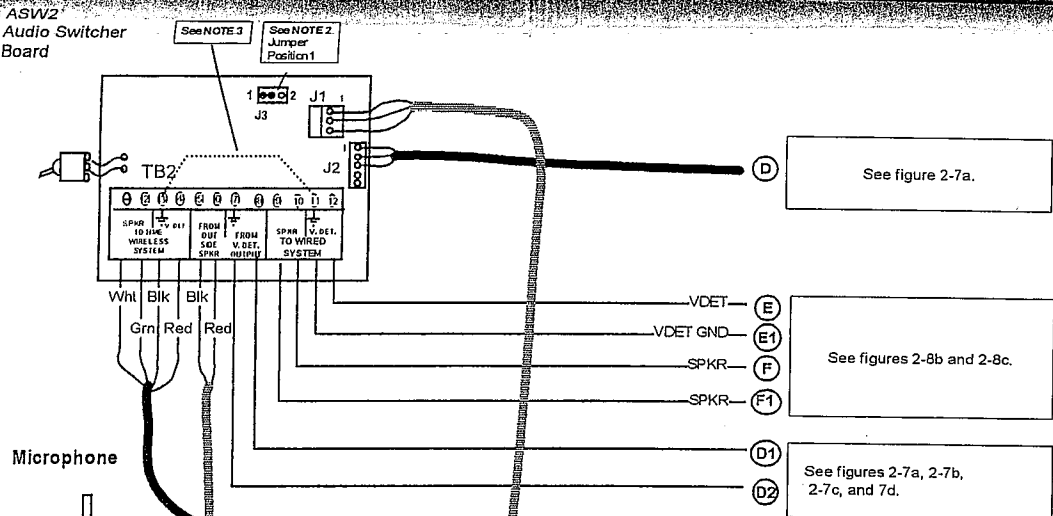 ASW2
Audio Switcher
Board
See NOTE 3
See NOTE 2
Jumper
Position 1
1 2
J3
J1 1
J2 1
TB2
2 3 4 5 6 7 8 9 10 11 12
SPKR V. DET
WIRELESS
SYSTEM
FROM
OUT
SIDE
SPKR
FROM
V. DET.
OUTPUT
SPKR V. DET.
TO WIRED
SYSTEM
Wht Blk Blk
Grn Red Red
D
See figure 2-7a.
VDET E
VDET GND E1
SPKR F
SPKR F1
See figures 2-8b and 2-8c.
D1
D2
See figures 2-7a, 2-7b,
2-7c, and 7d.
Microphone